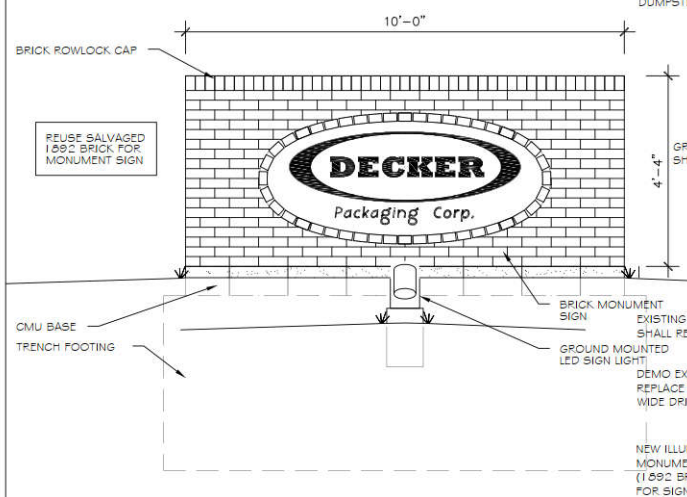 DUMPST
10'-0"
BRICK ROWLOCK CAP
REUSE SALVAGED
1892 BRICK FOR
MONUMENT SIGN
DECKER
Packaging Corp.
4'-4"
GR
SH
BRICK MONUMENT
SIGN
EXISTING
SHALL RE
CMU BASE
TRENCH FOOTING
GROUND MOUNTED
LED SIGN LIGHT
DEMO EX
REPLACE
WIDE DRI
NEW ILLU
MONUME
(1892 BR
FOR SIGN